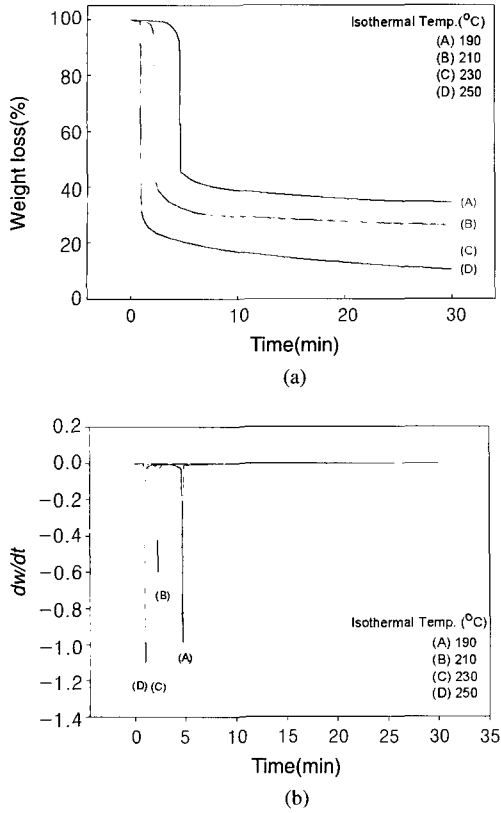 Isothermal Temp.(°C)
(A) 190
(B) 210
(C) 230
(D) 250
Weight loss(%)
100
80
60
40
20
0
(A)
(B)
(C)
(D)
0
10
20
30
Time(min)
(a)
dw/dt
0.2
0.0
−0.2
−0.4
−0.6
−0.8
−1.0
−1.2
−1.4
(B)
(A)
(D) (C)
Isothermal Temp. (°C)
(A) 190
(B) 210
(C) 230
(D) 250
0 5 10 15 20 25 30 35
Time(min)
(b)